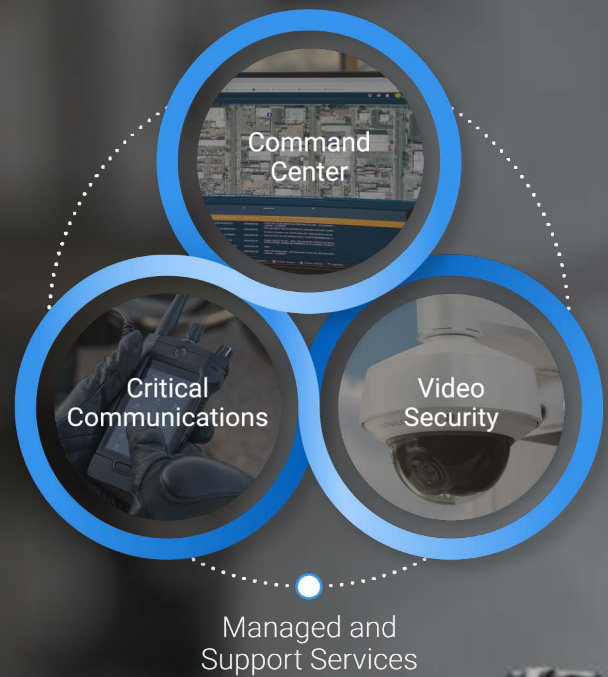 Command
Center
Critical
Communications
Video
Security
Managed and
Support Services